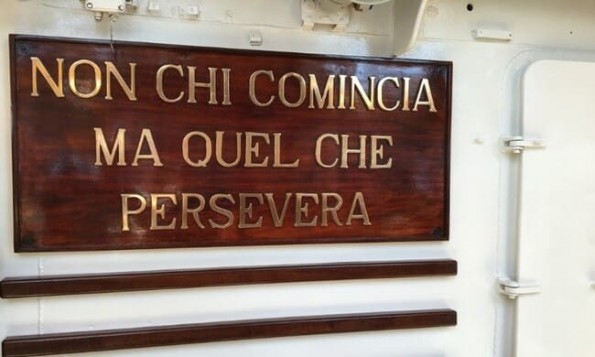 NON CHI COMINCIA
MA QUEL CHE
PERSEVERA